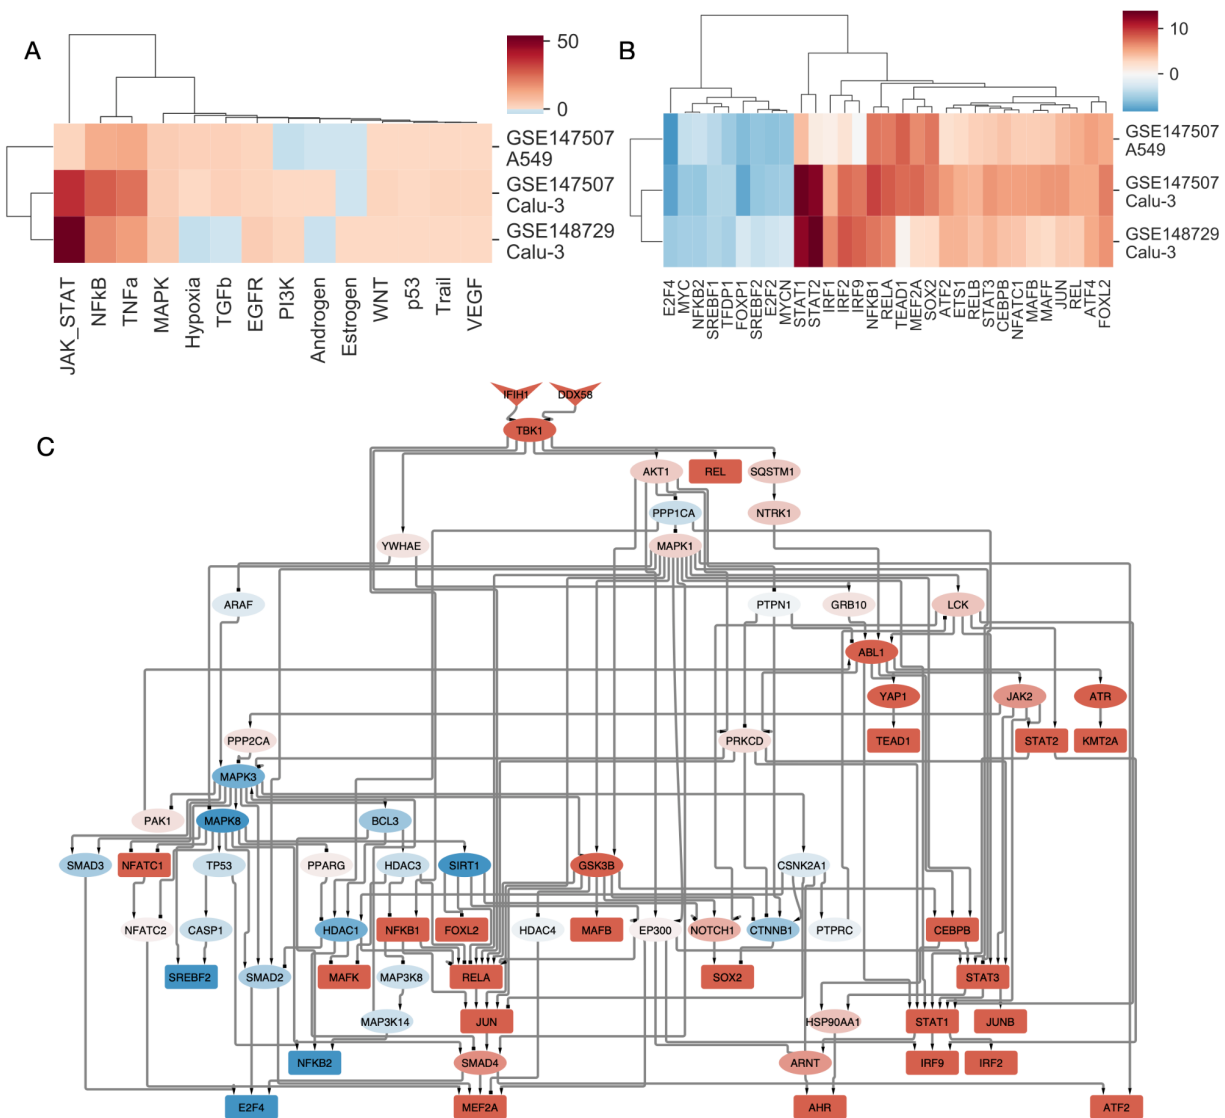 A
50
0
GSE147507
A549
GSE147507
Calu-3
GSE148729
Calu-3
JAK_STAT
NFkB
TNFa
MAPK
Hypoxia
TGFb
EGFR
PI3K
Androgen
Estrogen
WNT
p53
Trail
VEGF
B
10
0
GSE147507
A549
GSE147507
Calu-3
GSE148729
Calu-3
E2F4
MYC
NFKB2
SREBF1
TFDP1
FOXP1
SREBF2
E2F2
MYCN
STAT1
STAT2
IRF1
IRF2
IRF9
NFKB1
RELA
TEAD1
MEF2A
SOX2
ATF2
ETS1
RELB
STAT3
CEBPB
NFATC1
MAFB
MAFF
JUN
REL
ATF4
FOXL2
C
IFIH1 DDX58
TBK1
AKT1 REL SQSTM1
PPP1CA NTRK1
YWHAE MAPK1
ARAF PTPN1 GRB10 LCK
ABL1
YAP1 JAK2 ATR
PPP2CA PRKCD TEAD1 STAT2 KMT2A
MAPK3
PAK1 MAPK8 BCL3
SMAD3 NFATC1 TP53 PPARG HDAC3 SIRT1 GSK3B CSNK2A1
NFATC2 CASP1 HDAC1 NFKB1 FOXL2 HDAC4 MAFB EP300 NOTCH1 CTNNB1 PTPRC CEBPB
SREBF2 SMAD2 MAFK MAP3K8 RELA SOX2 STAT3
MAP3K14 JUN HSP90AA1 STAT1 JUNB
NFKB2 SMAD4 ARNT IRF9 IRF2
E2F4 MEF2A AHR ATF2